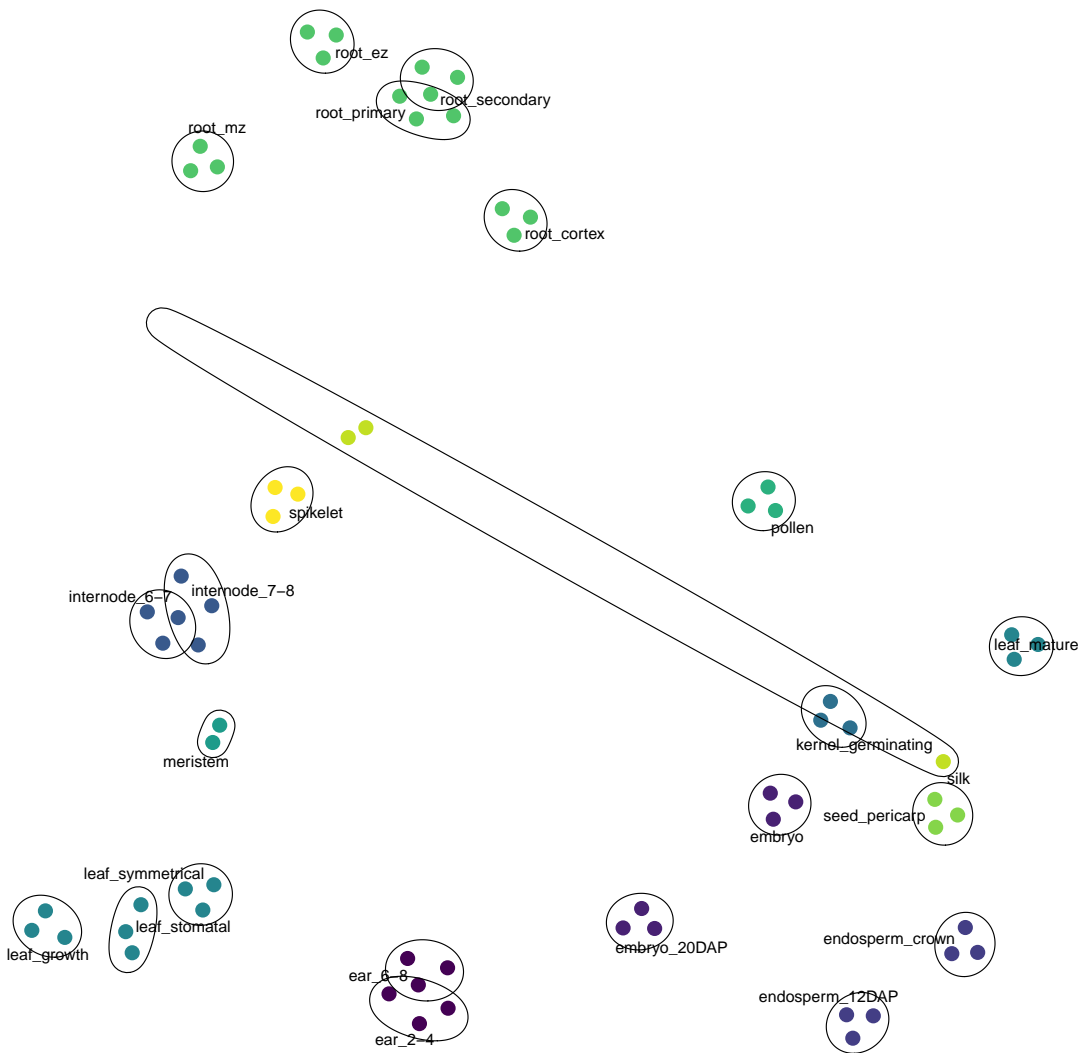 root_ez
root_secondary
root_primary
root_mz
root_cortex
spikelet
pollen
internode_7–8
internode_6–7
leaf_mature
kernel_germinating
meristem
silk
seed_pericarp
embryo
leaf_symmetrical
leaf_stomatal
endosperm_crown
embryo_20DAP
leaf_growth
ear_6–8
endosperm_12DAP
ear_2–4